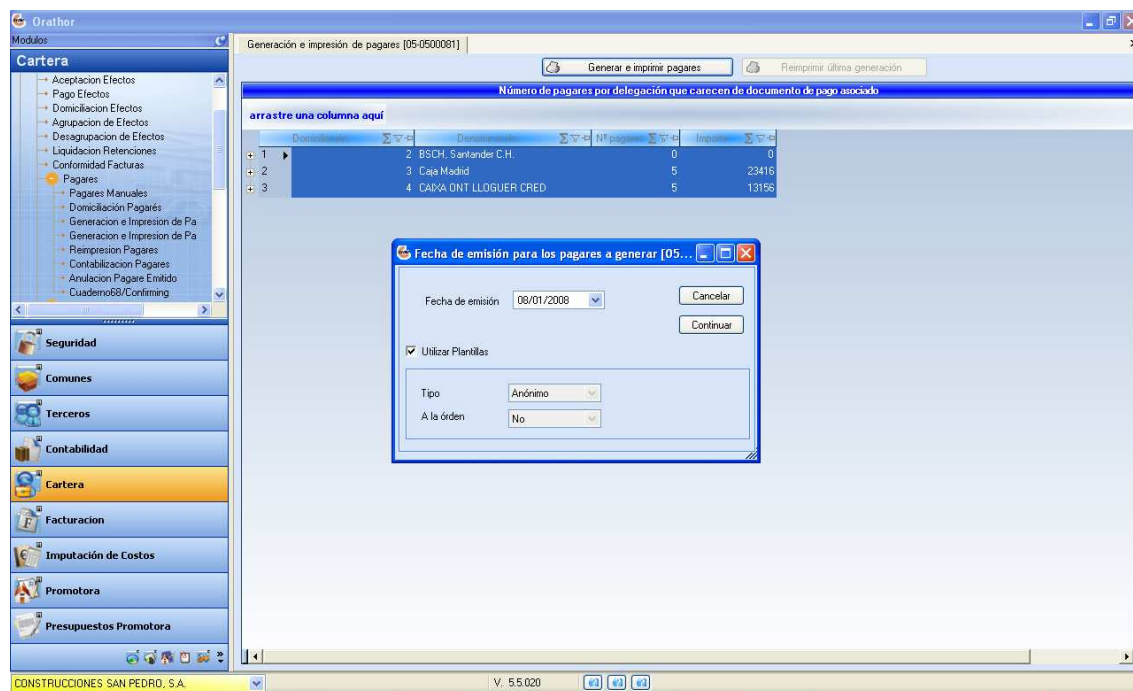 Orathor
Modulos
Generación e impresión de pagares [05-0500081]
Cartera
Generar e imprimir pagares
Reimprimir última generación
Aceptacion Efectos
Pago Efectos
Domiciliacion Efectos
Agrupacion de Efectos
Desagrupacion de Efectos
Liquidacion Retenciones
Conformidad Facturas
Pagares
Pagares Manuales
Domiciliación Pagarés
Generacion e Impresion de Pa
Generacion e Impresion de Pa
Reimpresion Pagares
Contabilizacion Pagares
Anulacion Pagare Emitido
Cuaderno68/Confirming
Número de pagares por delegación que carecen de documento de pago asociado
arrastre una columna aquí
Nº pagares Importe
1 2 BSCH, Santander C.H. 0 0
2 3 Caja Madrid 5 23416
3 4 CAIXA ONT LLOGUER CRED 5 13156
Fecha de emisión para los pagares a generar [05...
Fecha de emisión 08/01/2008
Cancelar
Continuar
Utilizar Plantillas
Tipo Anónimo
A la órden No
Seguridad
Comunes
Terceros
Contabilidad
Cartera
Facturacion
Imputación de Costos
Promotora
Presupuestos Promotora
CONSTRUCCIONES SAN PEDRO, S.A.
V. 5.5.020